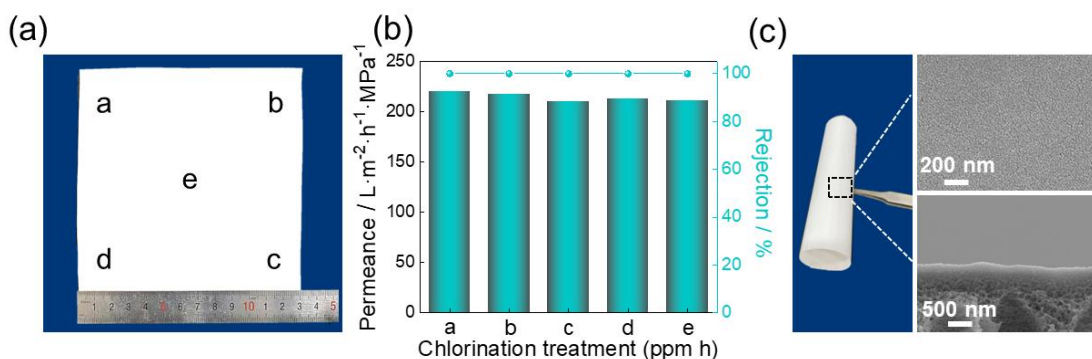 (a)
a
b
e
d
c
1 2 3 4 5 6 7 8 9 10 1 2 3 4 5
(b)
250
200
150
100
50
0
Permeance / L·m⁻²·h⁻¹·MPa⁻¹
100
80
60
40
20
0
Rejection / %
a b c d e
Chlorination treatment (ppm h)
(c)
200 nm
500 nm